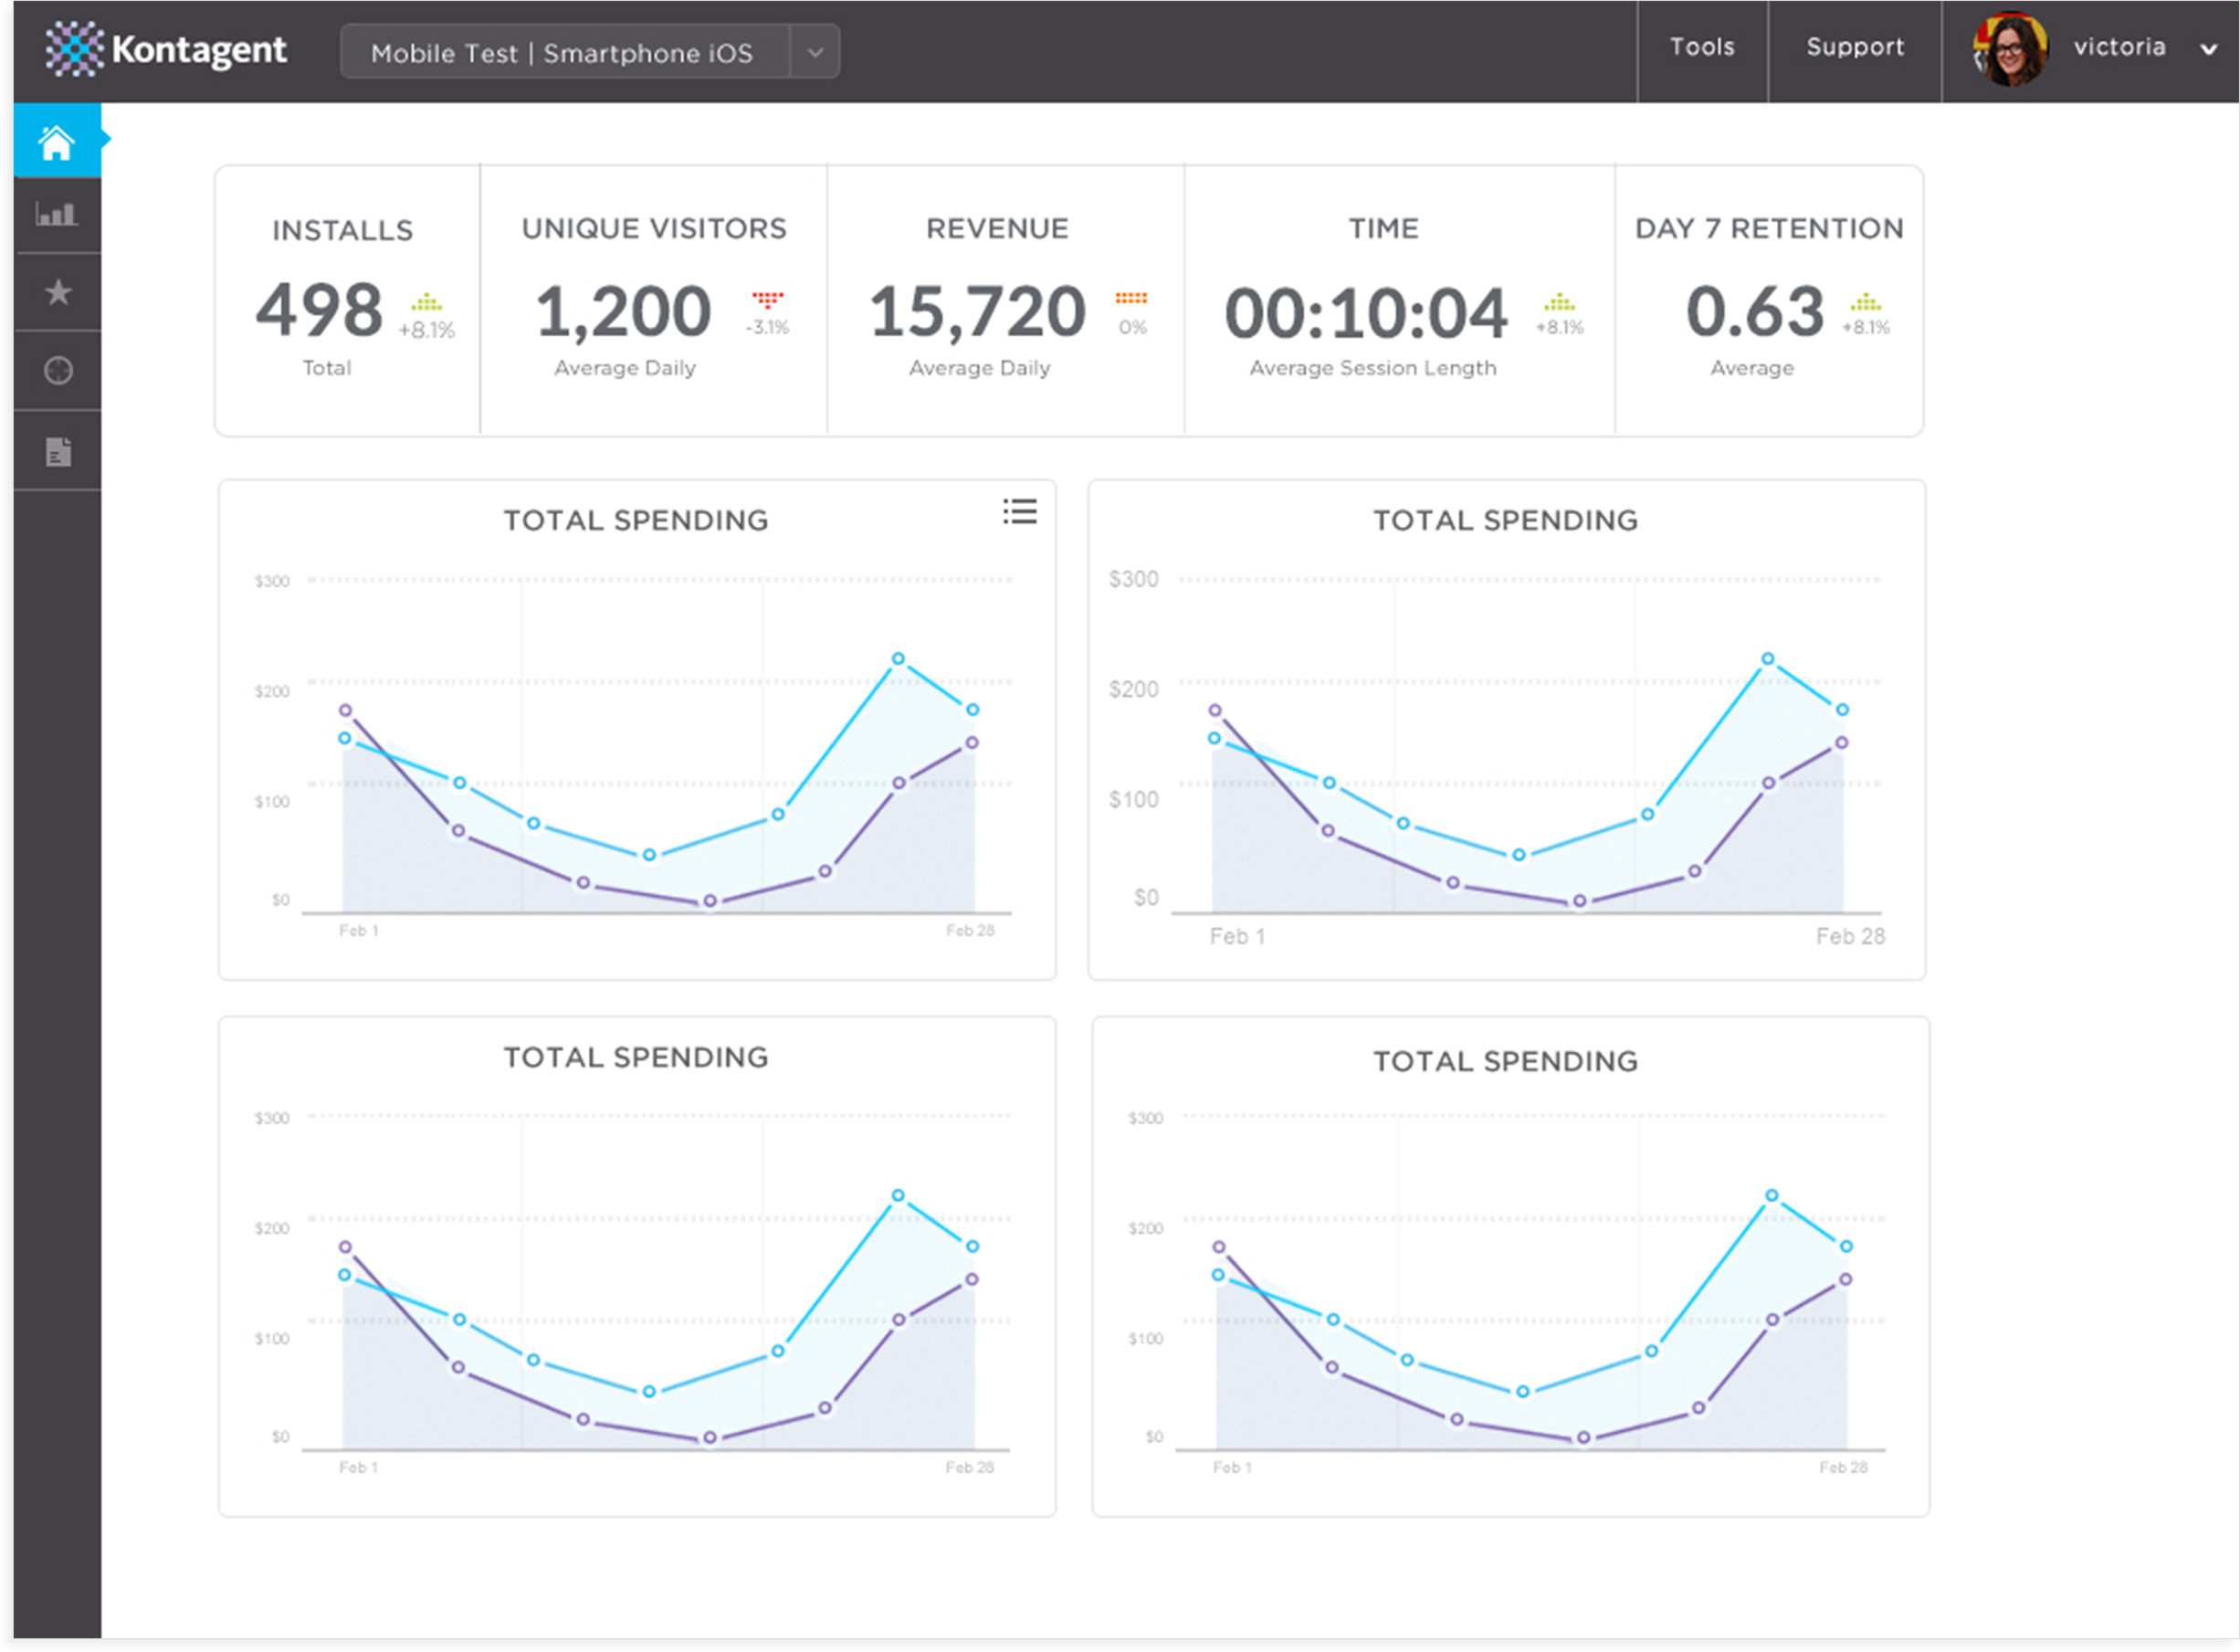 Kontagent
Mobile Test | Smartphone iOS
Tools
Support
victoria
INSTALLS
498
+8.1%
Total
UNIQUE VISITORS
1,200
-3.1%
Average Daily
REVENUE
15,720
0%
Average Daily
TIME
00:10:04
+8.1%
Average Session Length
DAY 7 RETENTION
0.63
+8.1%
Average
TOTAL SPENDING
$300
$200
$100
$0
Feb 1
Feb 28
TOTAL SPENDING
$300
$200
$100
$0
Feb 1
Feb 28
TOTAL SPENDING
$300
$200
$100
$0
Feb 1
Feb 28
TOTAL SPENDING
$300
$200
$100
$0
Feb 1
Feb 28